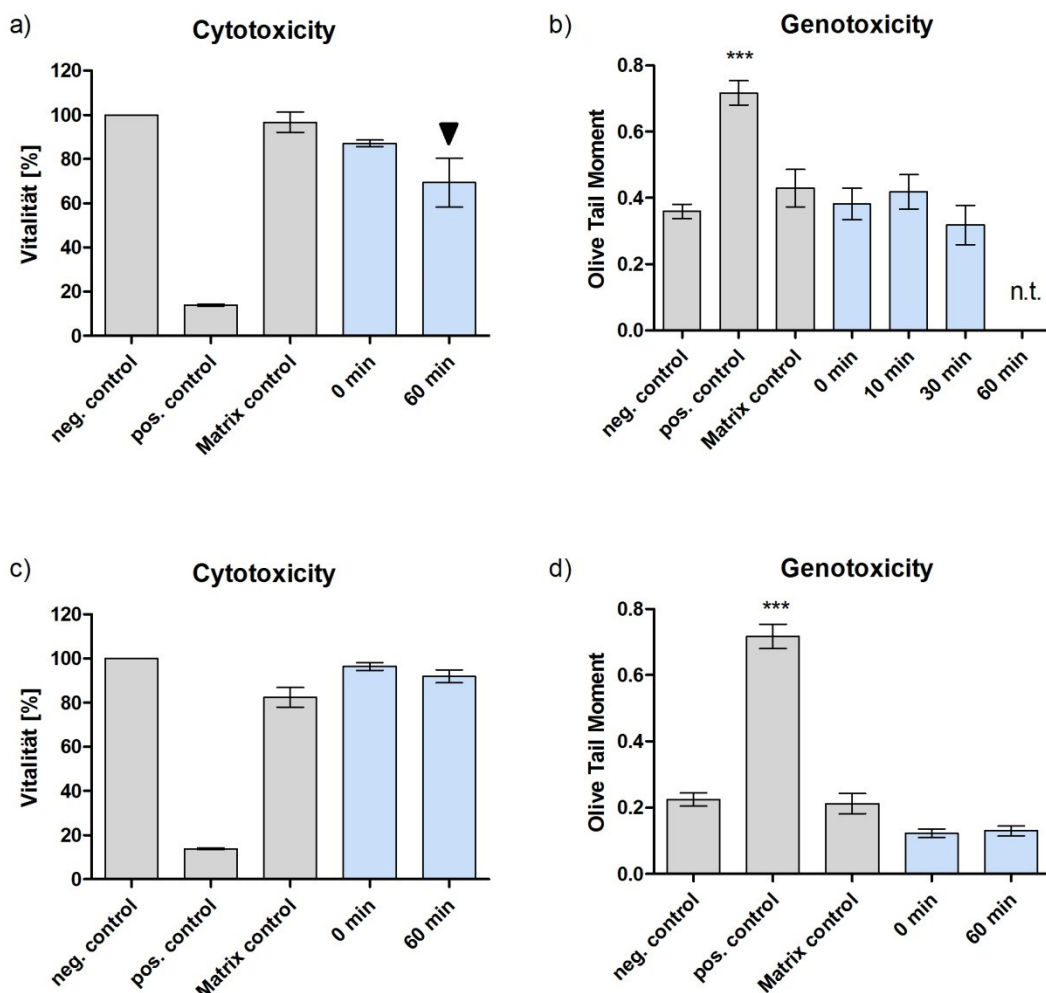 a)
Cytotoxicity
Vitalität [%]
120
100
80
60
40
20
0
neg. control
pos. control
Matrix control
0 min
60 min
b)
Genotoxicity
Olive Tail Moment
0.8
0.6
0.4
0.2
0.0
***
n.t.
neg. control
pos. control
Matrix control
0 min
10 min
30 min
60 min
c)
Cytotoxicity
Vitalität [%]
120
100
80
60
40
20
0
neg. control
pos. control
Matrix control
0 min
60 min
d)
Genotoxicity
Olive Tail Moment
0.8
0.6
0.4
0.2
0.0
***
neg. control
pos. control
Matrix control
0 min
60 min